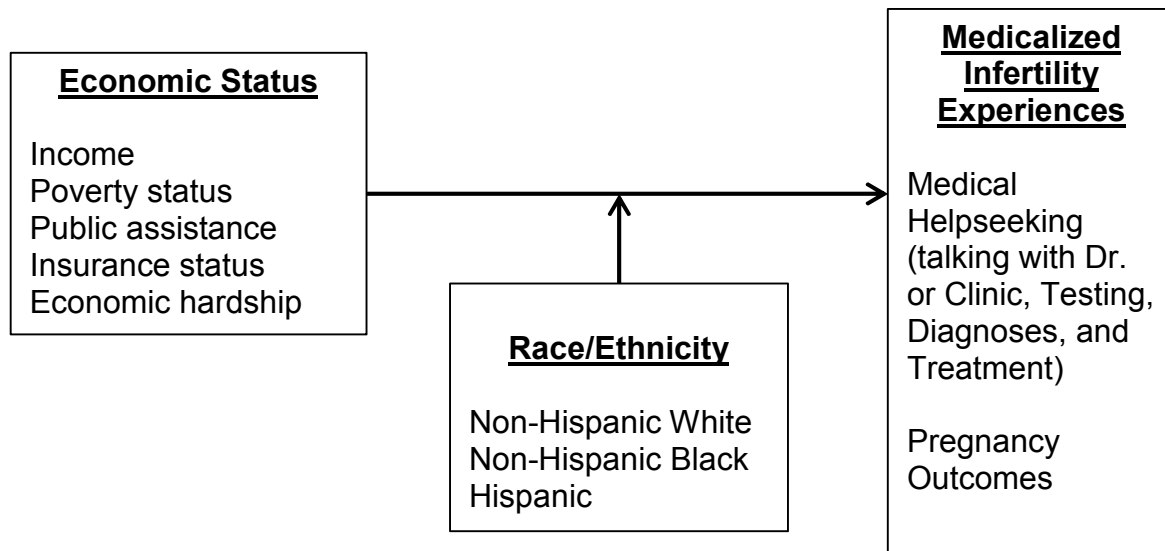 Economic Status
Income
Poverty status
Public assistance
Insurance status
Economic hardship
Race/Ethnicity
Non-Hispanic White
Non-Hispanic Black
Hispanic
Medicalized
Infertility
Experiences
Medical
Helpseeking
(talking with Dr.
or Clinic, Testing,
Diagnoses, and
Treatment)
Pregnancy
Outcomes